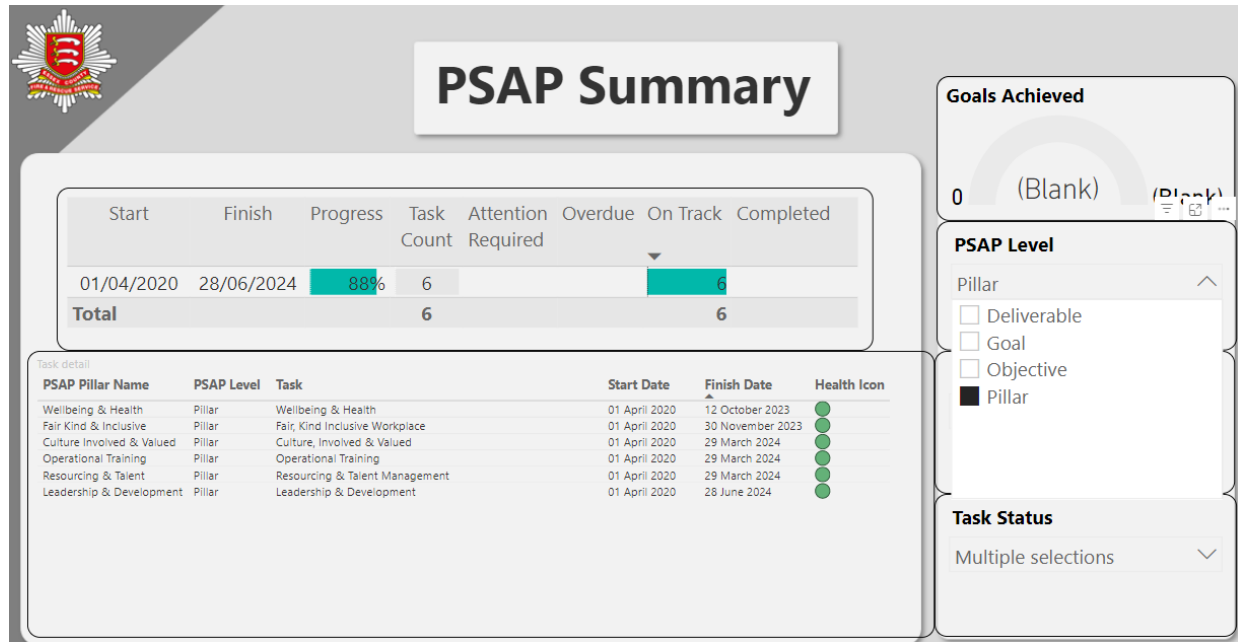 ESSEX COUNTY
FIRE & RESCUE SERVICE
PSAP Summary
Goals Achieved
0 (Blank) (Blank)
Start Finish Progress Task Count Attention Required Overdue On Track Completed
01/04/2020 28/06/2024 88% 6 6
Total 6 6
PSAP Level
Pillar
Deliverable
Goal
Objective
Pillar
Task detail
PSAP Pillar Name PSAP Level Task Start Date Finish Date Health Icon
Wellbeing & Health Pillar Wellbeing & Health 01 April 2020 12 October 2023
Fair Kind & Inclusive Pillar Fair, Kind Inclusive Workplace 01 April 2020 30 November 2023
Culture Involved & Valued Pillar Culture, Involved & Valued 01 April 2020 29 March 2024
Operational Training Pillar Operational Training 01 April 2020 29 March 2024
Resourcing & Talent Pillar Resourcing & Talent Management 01 April 2020 29 March 2024
Leadership & Development Pillar Leadership & Development 01 April 2020 28 June 2024
Task Status
Multiple selections